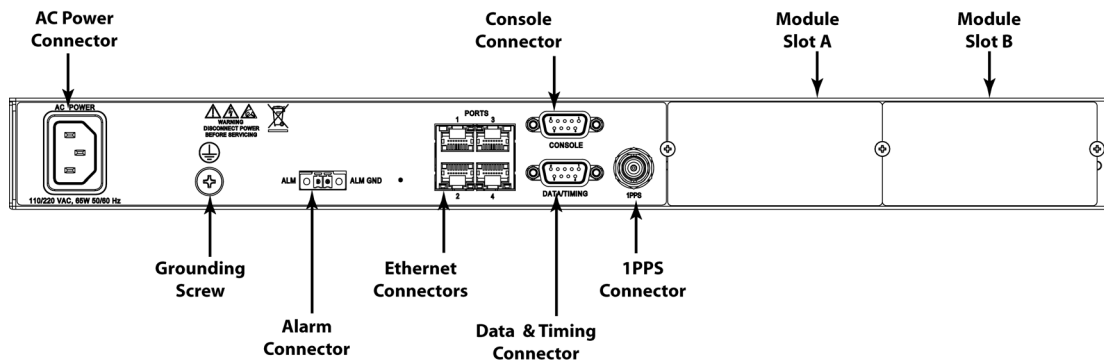 AC Power
Connector
Console
Connector
Module
Slot A
Module
Slot B
AC POWER
WARNING
DISCONNECT POWER
BEFORE SERVICING
PORTS
1 3
CONSOLE
ALM
ALM GND
2 4
DATA/TIMING
1PPS
110/220 VAC, 65W 50/60 Hz
Grounding
Screw
Ethernet
Connectors
1PPS
Connector
Alarm
Connector
Data & Timing
Connector